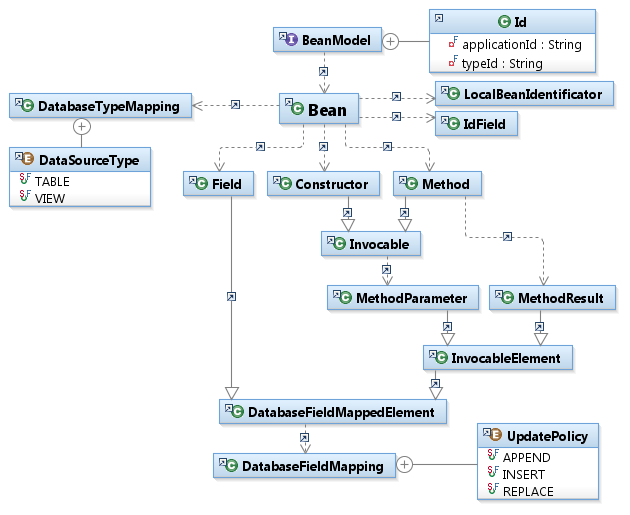 Id
BeanModel
applicationId : String
typeId : String
LocalBeanIdentificator
DatabaseTypeMapping
Bean
IdField
DataSourceType
TABLE
VIEW
Field
Constructor
Method
Invocable
MethodParameter
MethodResult
InvocableElement
DatabaseFieldMappedElement
UpdatePolicy
DatabaseFieldMapping
APPEND
INSERT
REPLACE